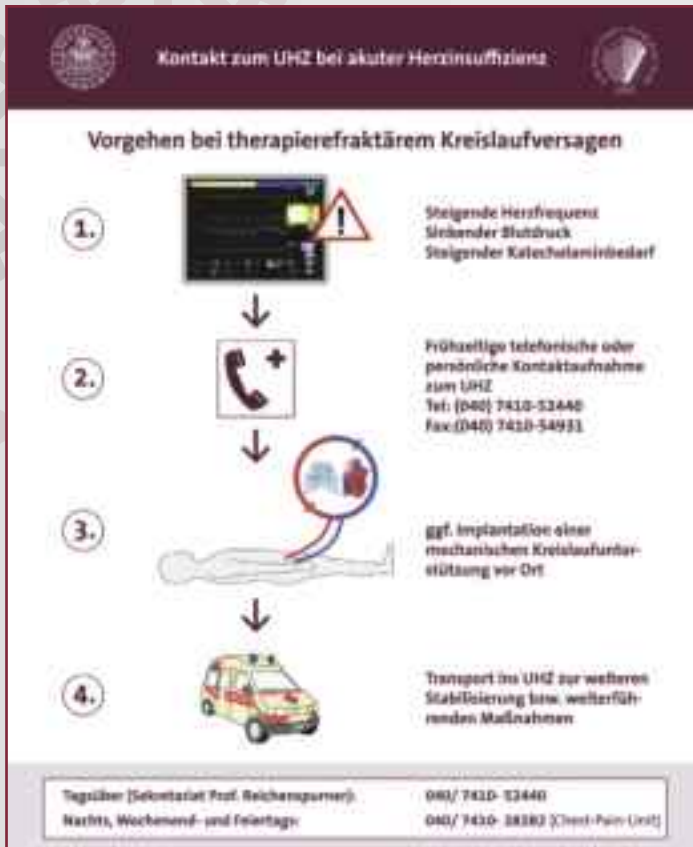 Kontakt zum UHZ bei akuter Herzinsuffizienz
Vorgehen bei therapierefraktärem Kreislaufversagen
1.
Steigende Herzfrequenz
Sinkender Blutdruck
Steigender Katecholaminbedarf
2.
Frühzeitige telefonische oder
persönliche Kontaktaufnahme
zum UHZ
Tel: (040) 7410-52440
Fax:(040) 7410-54931
3.
ggf. Implantation einer
mechanischen Kreislaufunter-
stützung vor Ort
4.
Transport ins UHZ zur weiteren
Stabilisierung bzw. weiterfüh-
renden Maßnahmen
Tagsüber (Sekretariat Prof. Reichenspurner): 040/ 7410- 52440
Nachts, Wochenend- und Feiertags: 040/ 7410- (Chest-Pain-Unit)